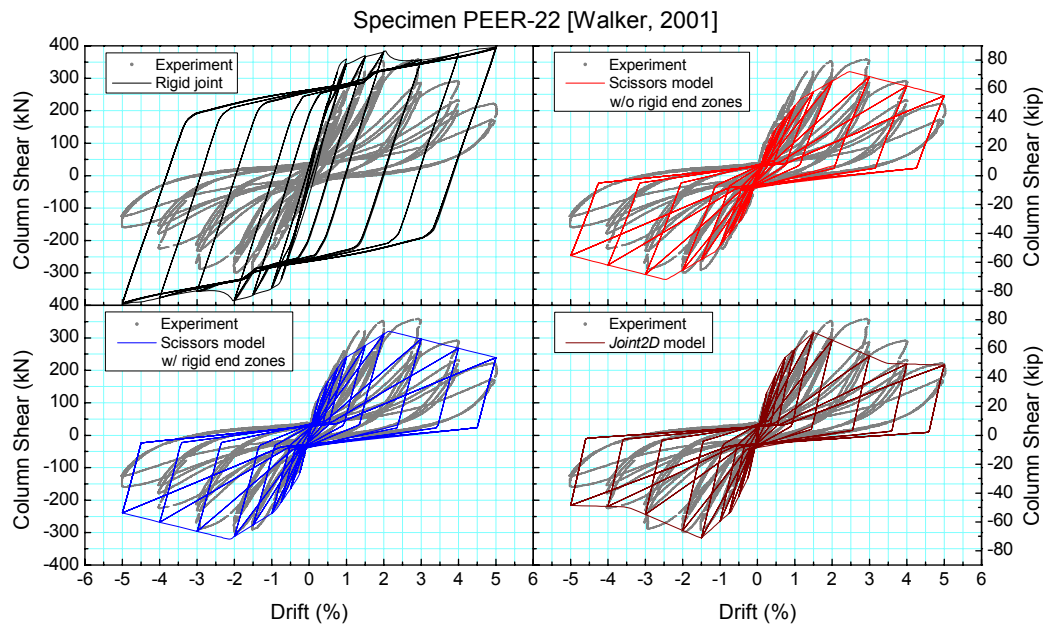 Specimen PEER-22 [Walker, 2001]
400
300
200
100
0
-100
-200
-300
400
Column Shear (kN)
Experiment
Rigid joint
Experiment
Scissors model
w/o rigid end zones
80
60
40
20
0
-20
-40
-60
-80
Column Shear (kip)
300
200
100
0
-100
-200
-300
-400
Column Shear (kN)
Experiment
Scissors model
w/ rigid end zones
Experiment
Joint2D model
80
60
40
20
0
-20
-40
-60
-80
Column Shear (kip)
-6 -5 -4 -3 -2 -1 0 1 2 3 4 5 6
-5 -4 -3 -2 -1 0 1 2 3 4 5 6
Drift (%)
Drift (%)